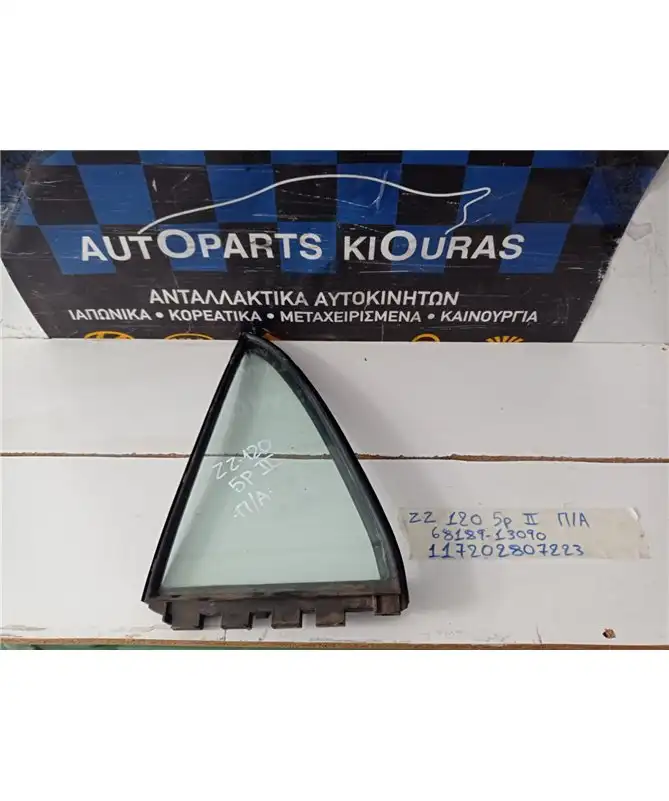 AUTOPARTS KIOURAS
ΑΝΤΑΛΛΑΚΤΙΚΑ ΑΥΤΟΚΙΝΗΤΩΝ
ΙΑΠΩΝΙΚΑ • ΚΟΡΕΑΤΙΚΑ • ΜΕΤΑΧΕΙΡΙΣΜΕΝΑ • ΚΑΙΝΟΥΡΓΙΑ
ZZ 120
5P II
Π/Α
ZZ 120 5p II Π/Α
68189-13090
117202807223